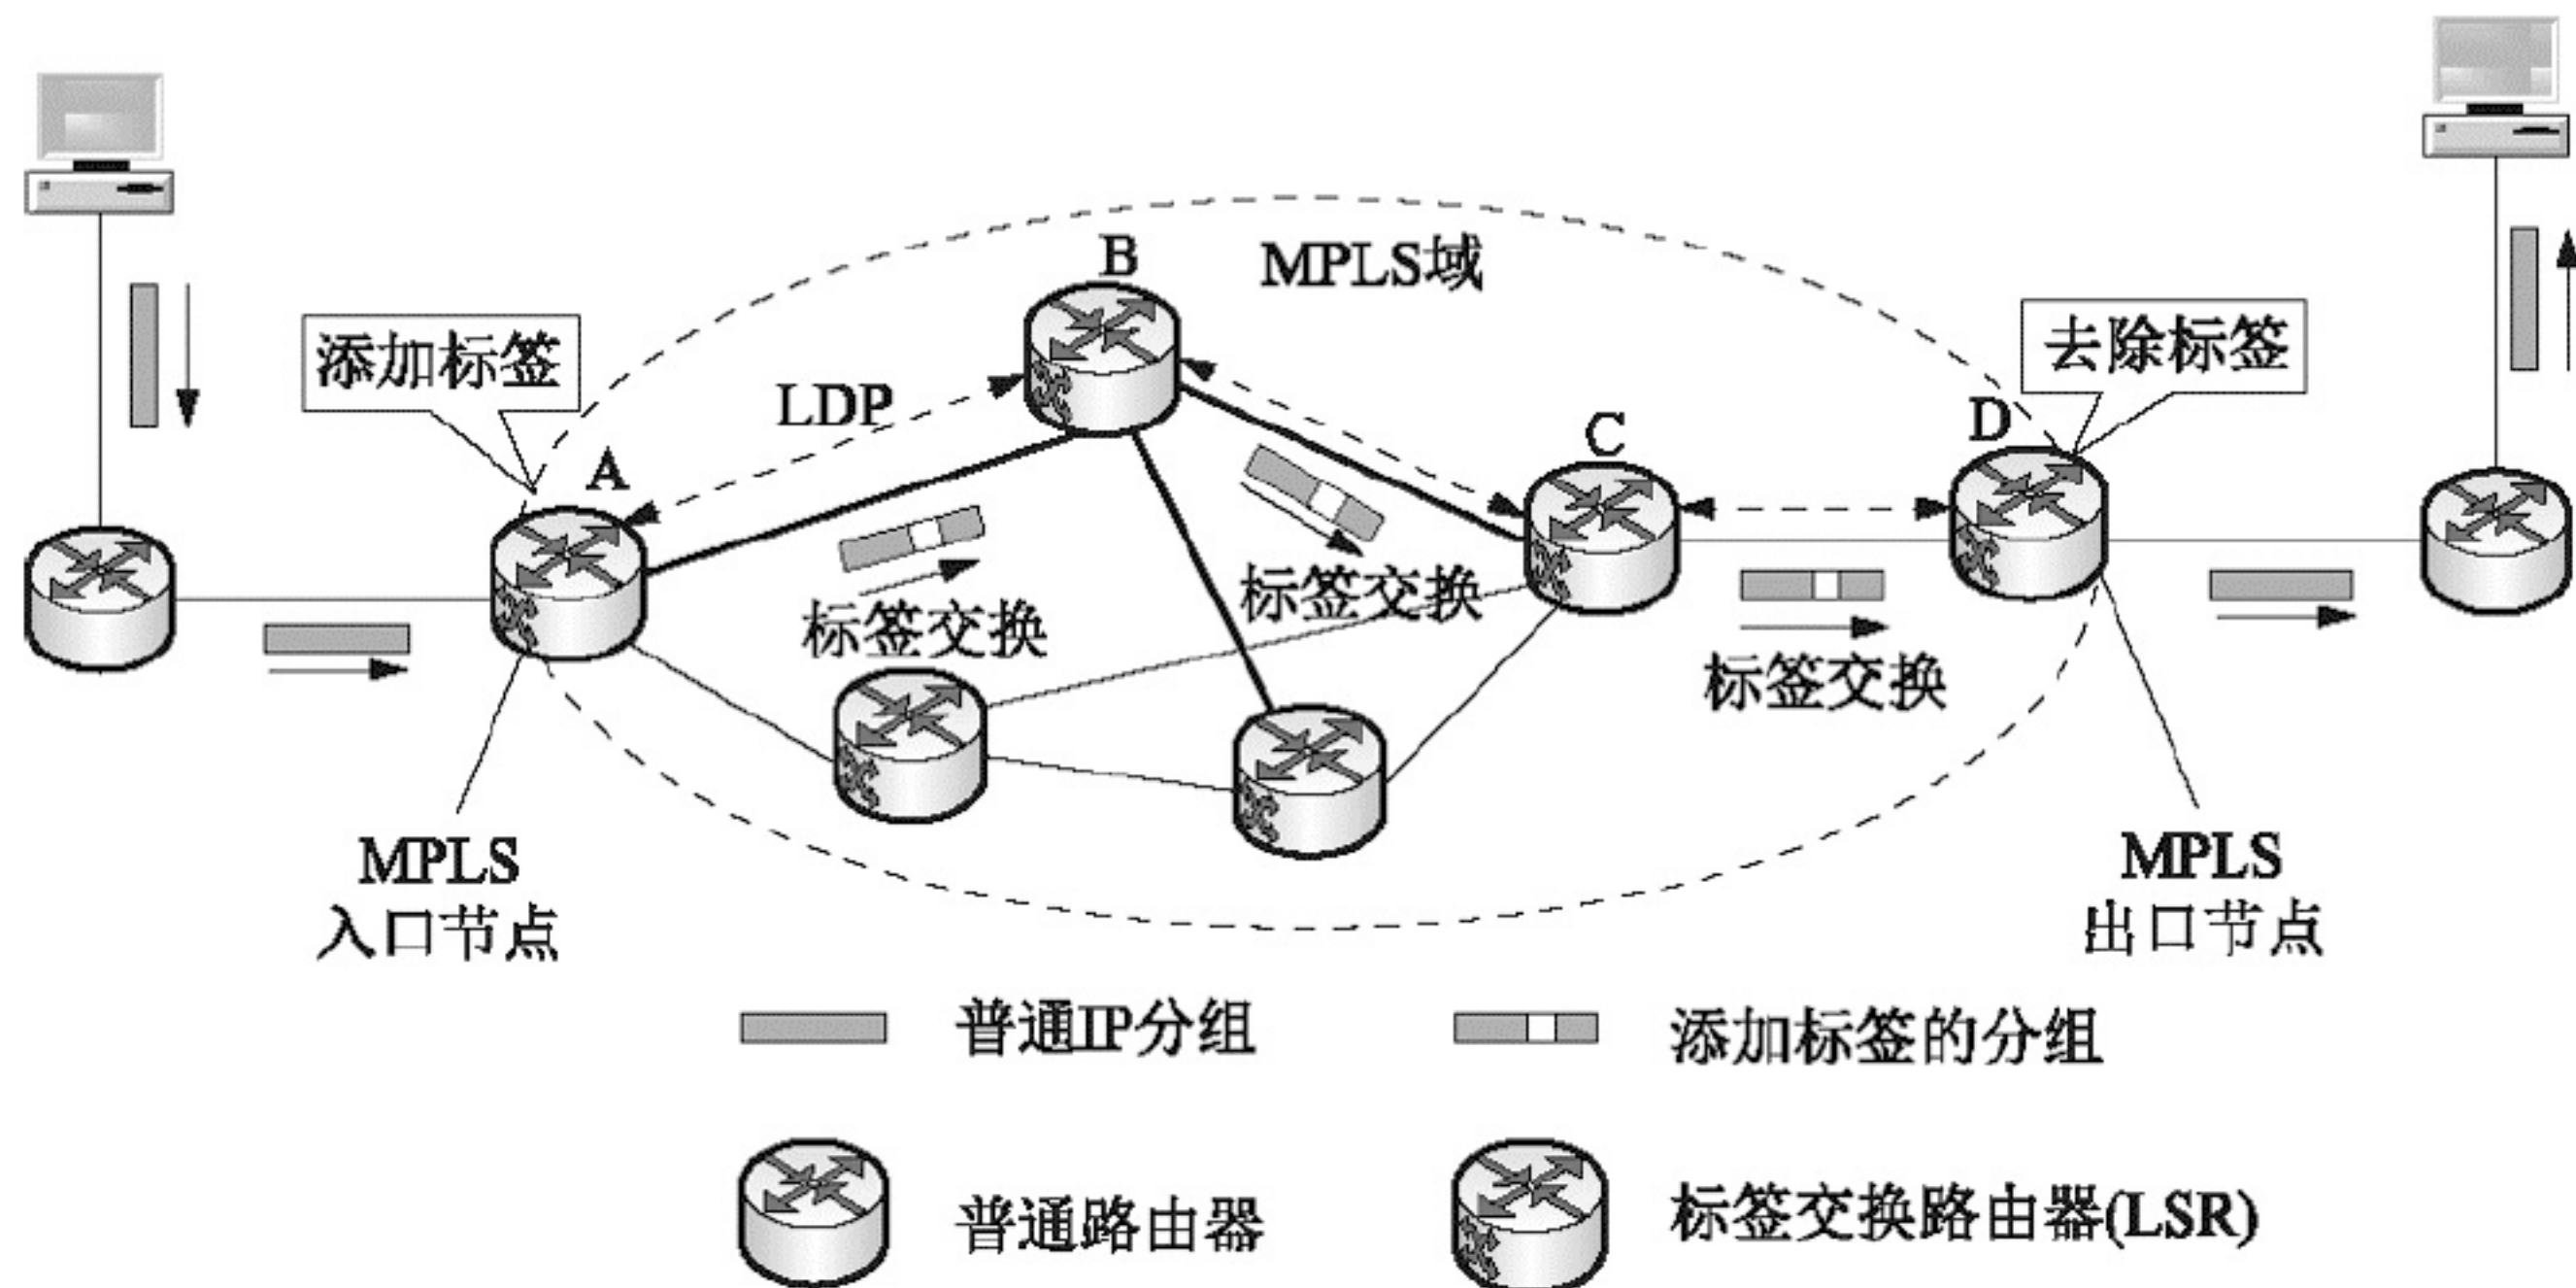 B
MPLS域
添加标签
去除标签
LDP
D
C
A
标签交换
标签交换
标签交换
MPLS
入口节点
MPLS
出口节点
普通IP分组
添加标签的分组
普通路由器
标签交换路由器(LSR)